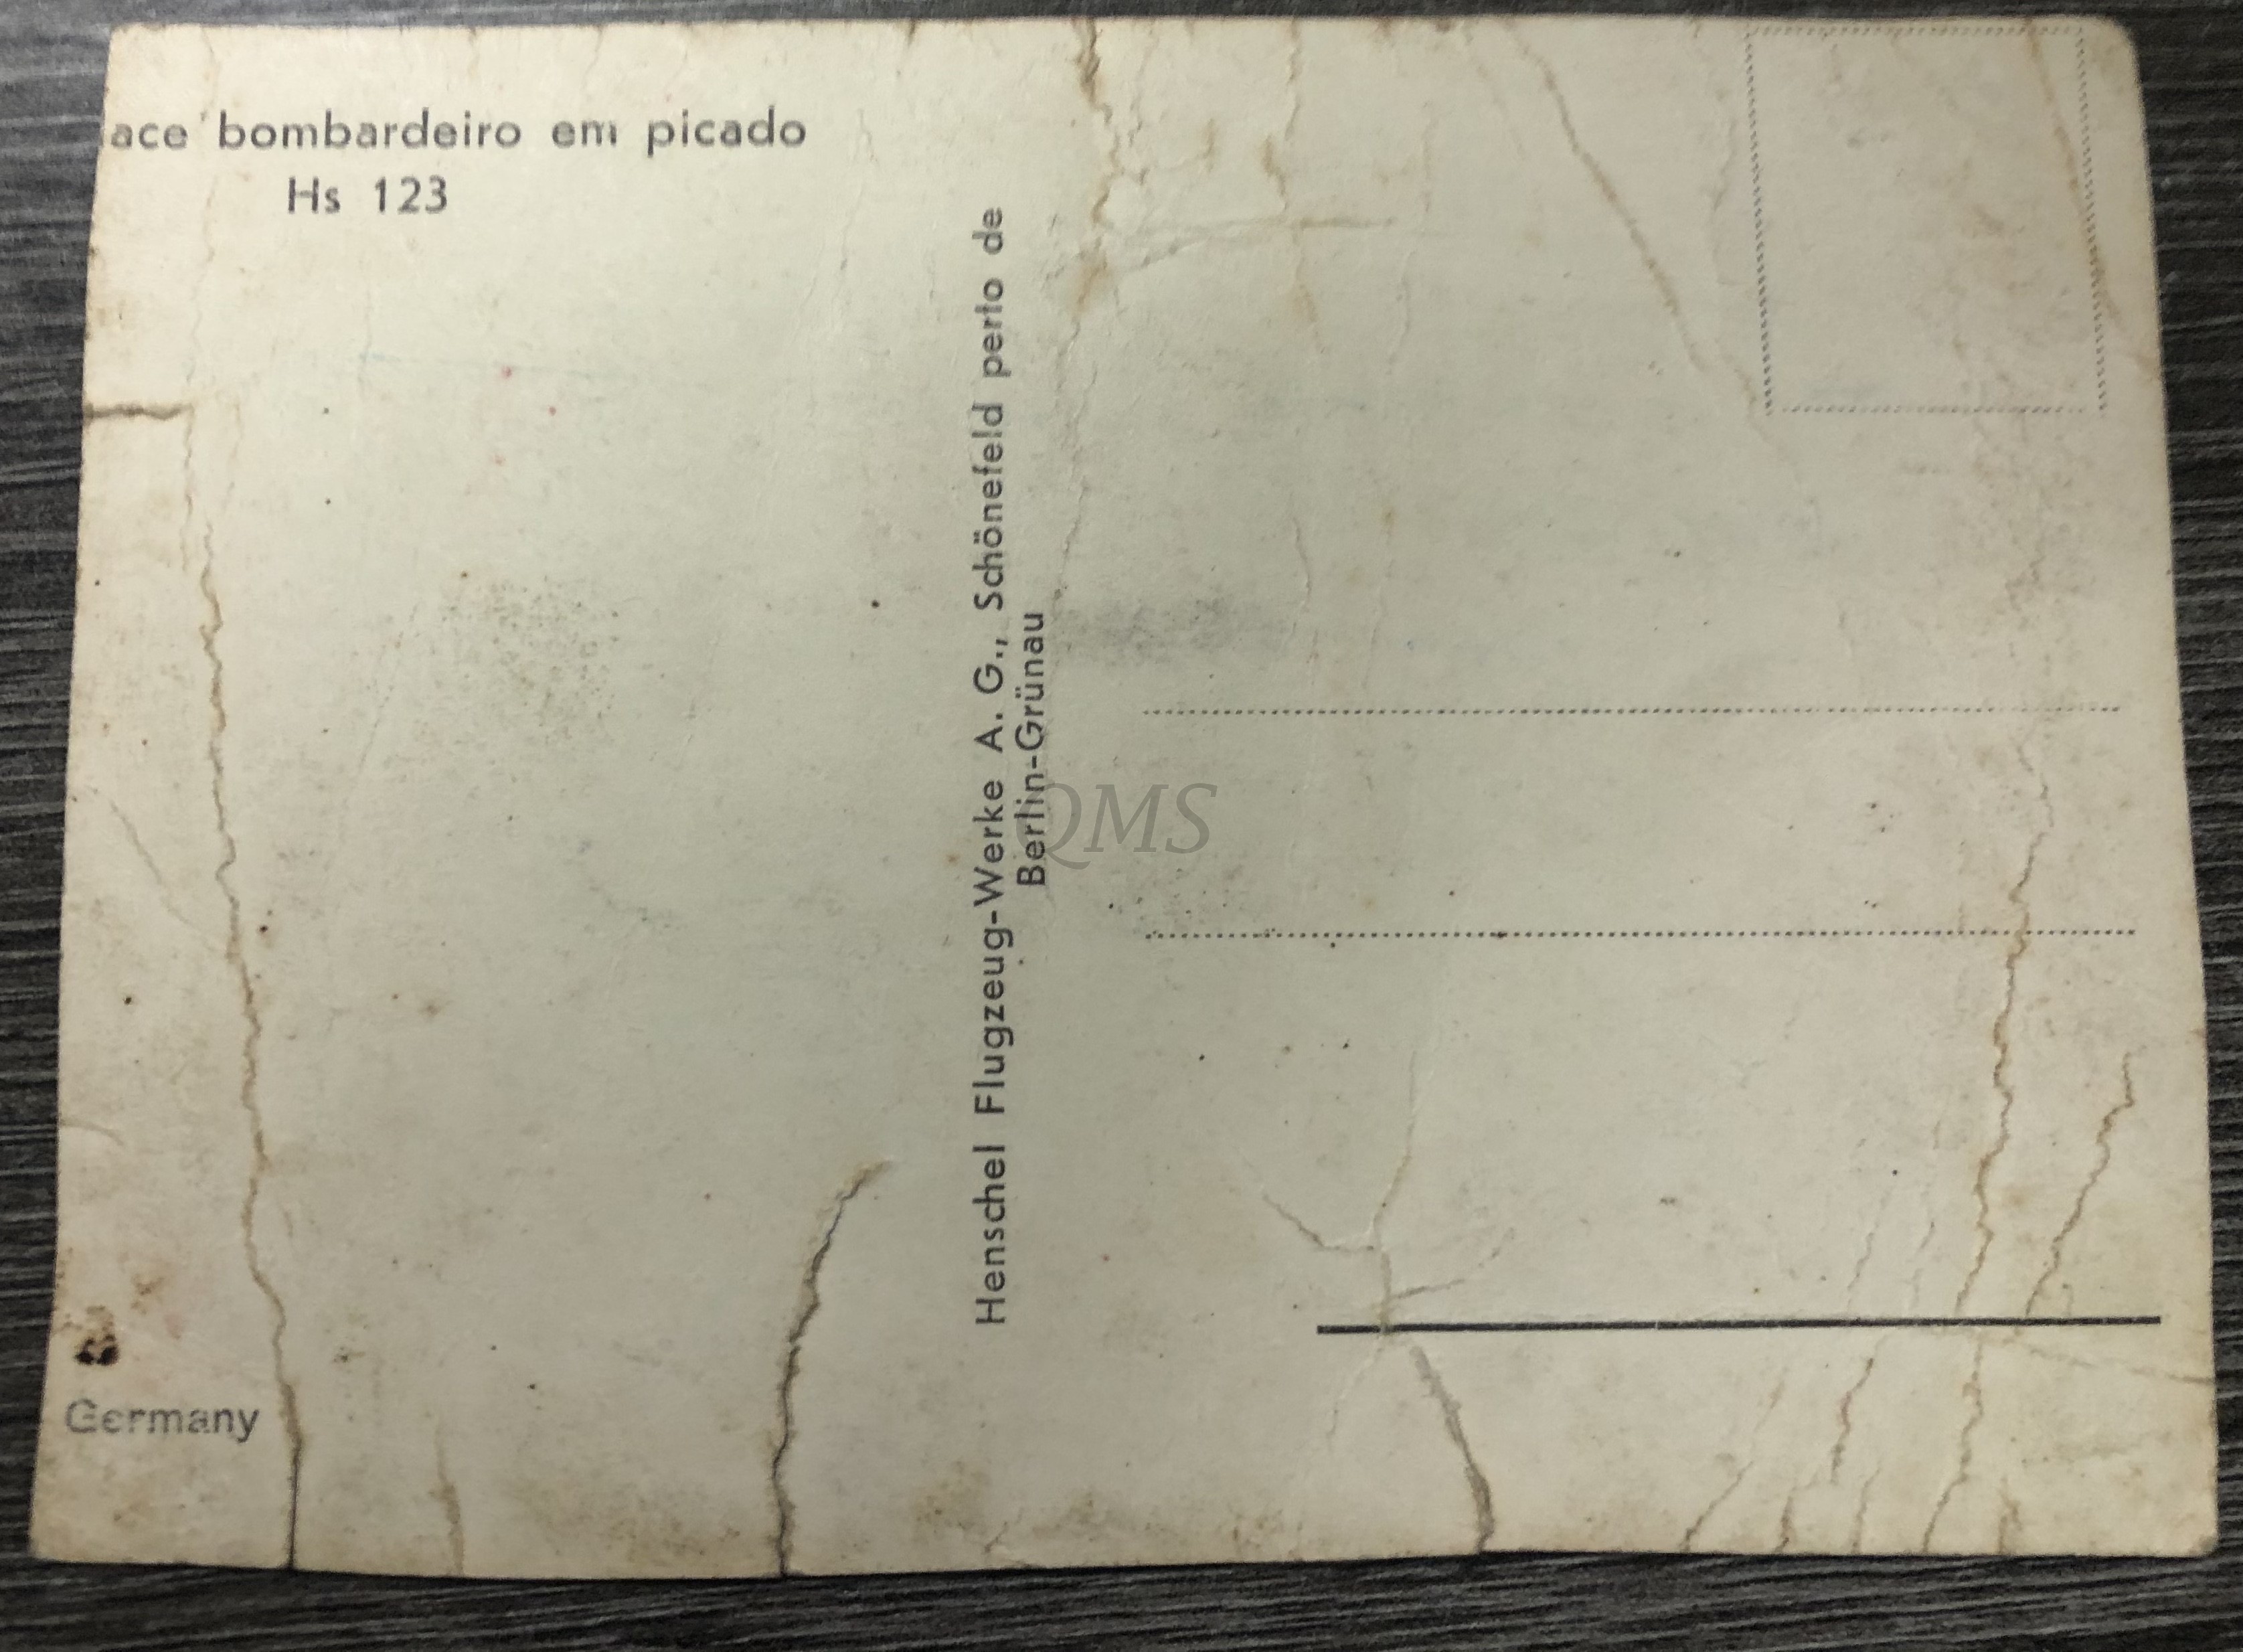 ace bombardeiro em picado
Hs 123
Henschel Flugzeug-Werke A. G., Schönefeld perto de
Berlin-Grünau
QMS
Germany